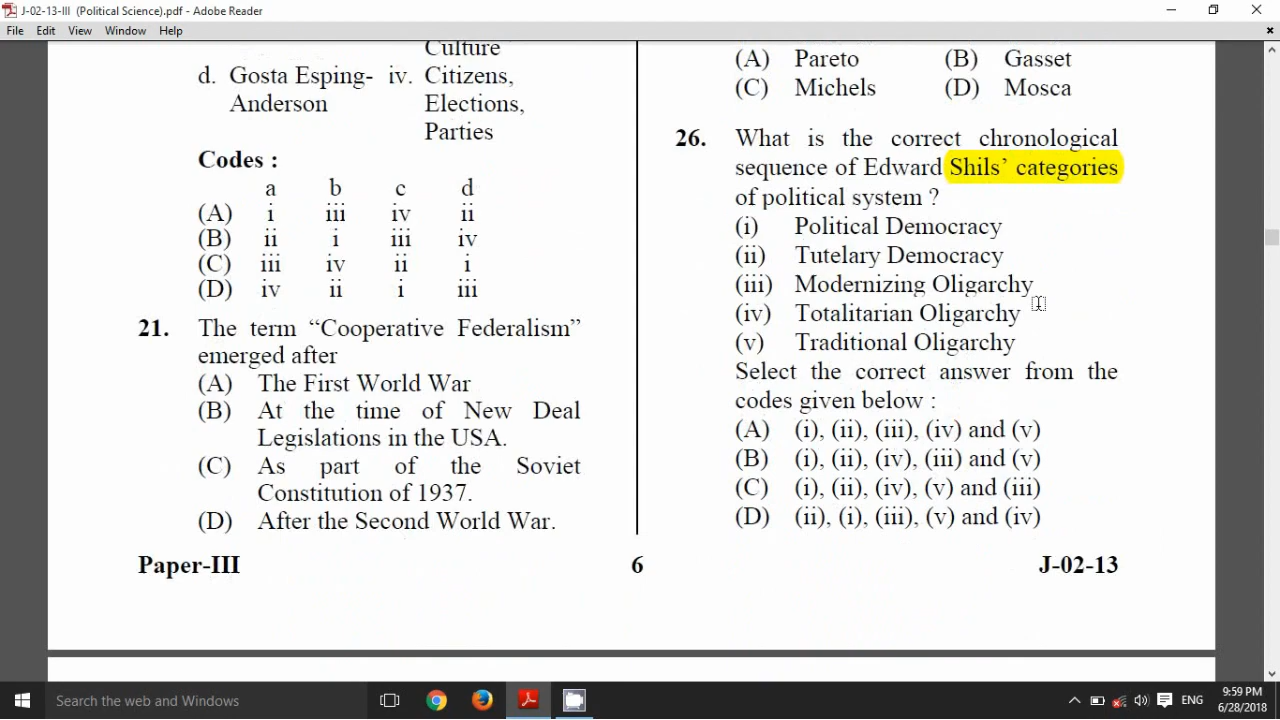 J-02-13-III (Political Science).pdf - Adobe Reader
File Edit View Window Help
Culture
d. Gosta Esping- iv. Citizens,
Anderson Elections,
Parties
Codes :
a b c d
(A) i iii iv ii
(B) ii i iii iv
(C) iii iv ii i
(D) iv ii i iii
21. The term “Cooperative Federalism”
emerged after
(A) The First World War
(B) At the time of New Deal
Legislations in the USA.
(C) As part of the Soviet
Constitution of 1937.
(D) After the Second World War.
(A) Pareto (B) Gasset
(C) Michels (D) Mosca
26. What is the correct chronological
sequence of Edward Shils’ categories
of political system ?
(i) Political Democracy
(ii) Tutelary Democracy
(iii) Modernizing Oligarchy
(iv) Totalitarian Oligarchy
(v) Traditional Oligarchy
Select the correct answer from the
codes given below :
(A) (i), (ii), (iii), (iv) and (v)
(B) (i), (ii), (iv), (iii) and (v)
(C) (i), (ii), (iv), (v) and (iii)
(D) (ii), (i), (iii), (v) and (iv)
Paper-III 6 J-02-13
Search the web and Windows
ENG
9:59 PM
6/28/2018